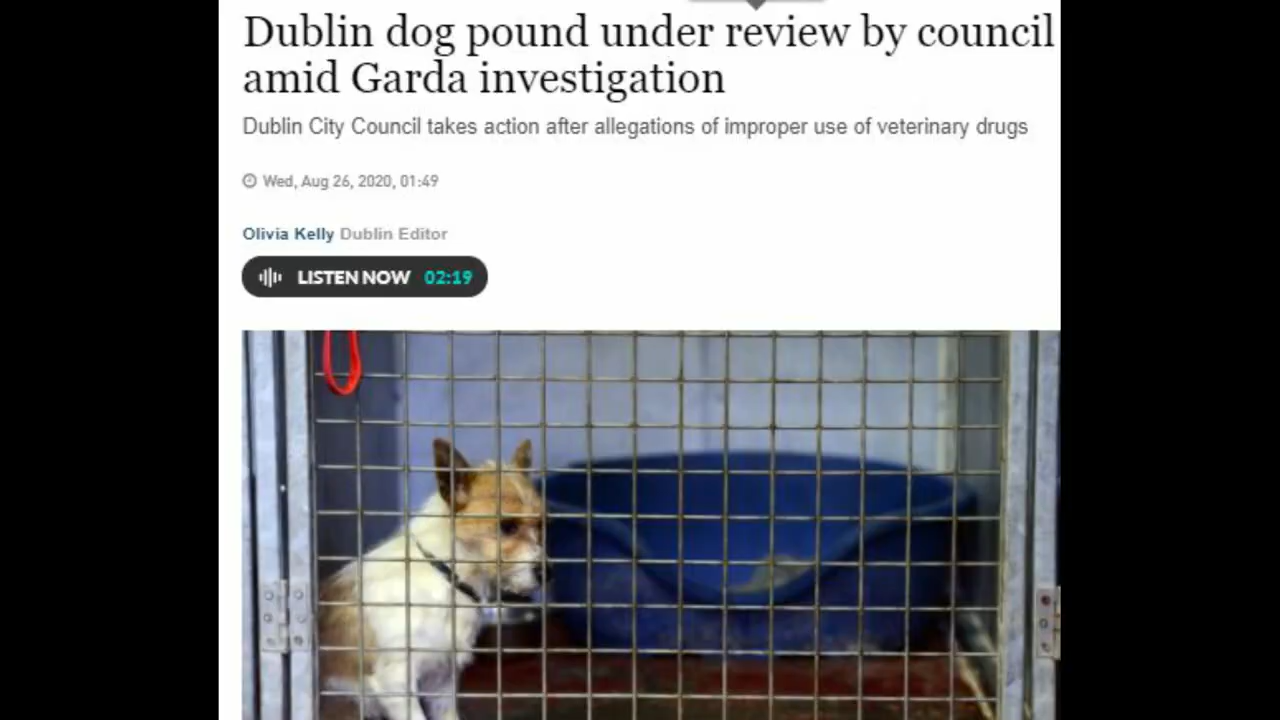 Dublin dog pound under review by council
amid Garda investigation
Dublin City Council takes action after allegations of improper use of veterinary drugs
Wed, Aug 26, 2020, 01:49
Olivia Kelly Dublin Editor
LISTEN NOW 02:19